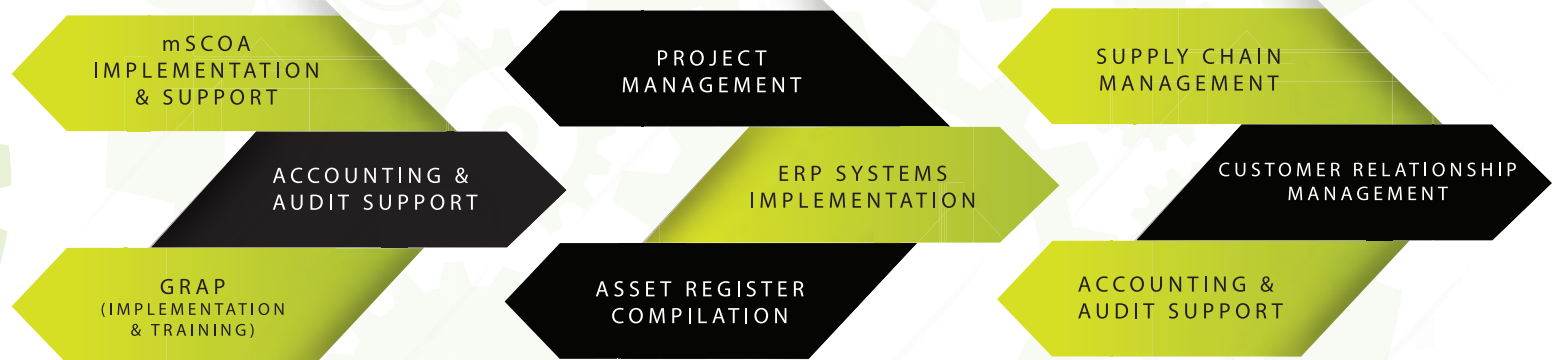 mSCOA
IMPLEMENTATION
& SUPPORT
ACCOUNTING &
AUDIT SUPPORT
GRAP
(IMPLEMENTATION
& TRAINING)
PROJECT
MANAGEMENT
ERP SYSTEMS
IMPLEMENTATION
ASSET REGISTER
COMPILATION
SUPPLY CHAIN
MANAGEMENT
CUSTOMER RELATIONSHIP
MANAGEMENT
ACCOUNTING &
AUDIT SUPPORT